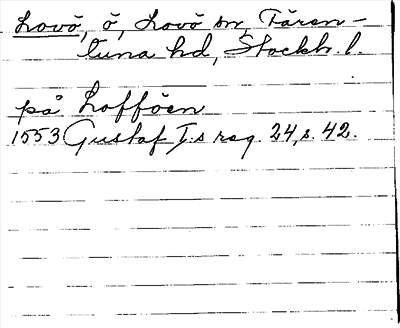 Lovö, ö, Lovö sn, Fären-
tuna hd, Stockh. l.
på Lofföen
1553 Gustaf I:s reg. 24, s. 42.